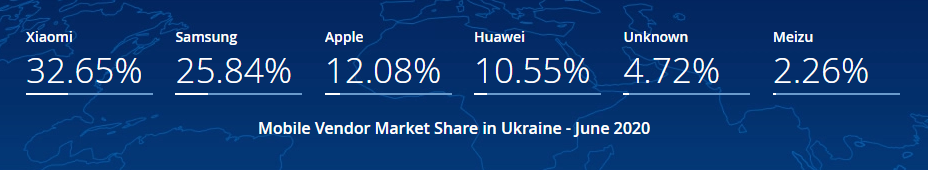 Xiaomi Samsung Apple Huawei Unknown Meizu
32.65% 25.84% 12.08% 10.55% 4.72% 2.26%
Mobile Vendor Market Share in Ukraine - June 2020